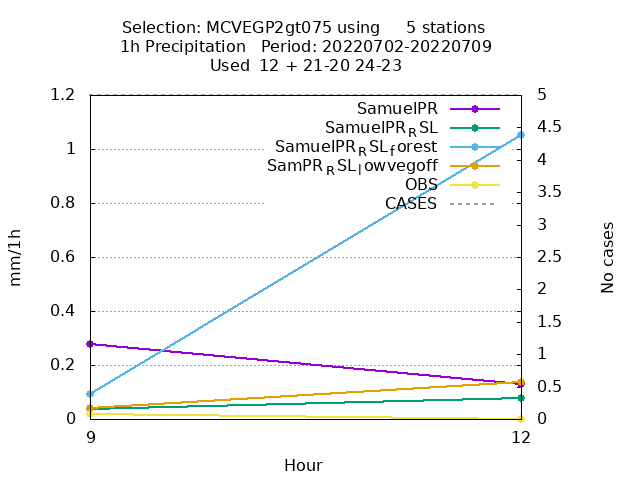 Selection: MCVEGP2gt075 using     5 stations
1h Precipitation   Period: 20220702-20220709
Used  12 + 21-20 24-23
1.2
1
0.8
0.6
0.4
0.2
0
5
4.5
4
3.5
3
2.5
2
1.5
1
0.5
0
SamuelPR
SamuelPR_RSL
SamuelPR_RSL_forest
SamPR_RSL_lowvegoff
OBS
CASES
mm/1h
No cases
9
12
Hour